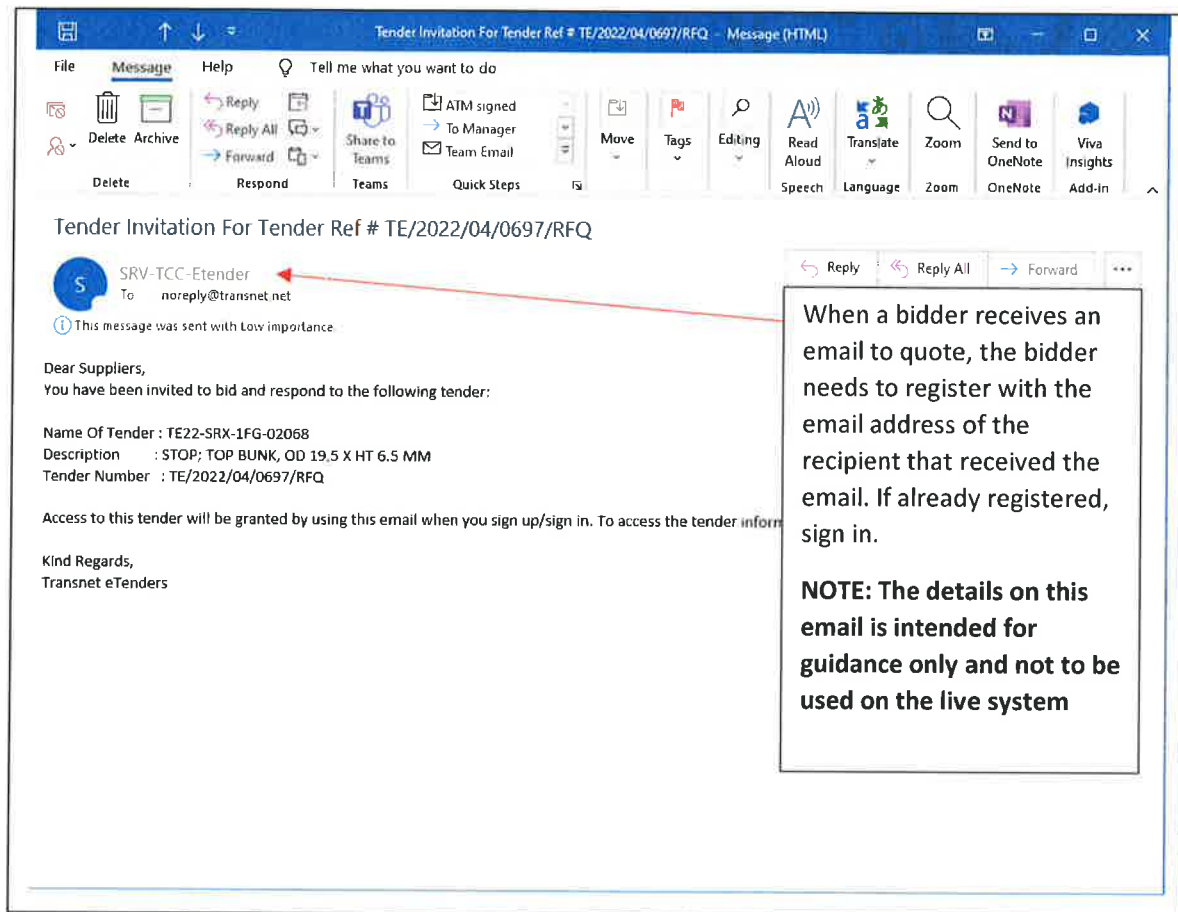 Tender Invitation For Tender Ref # TE/2022/04/0697/RFQ - Message (HTML)
File Message Help Tell me what you want to do
Delete Archive
Reply
Reply All
Forward
Share to
Teams
ATM signed
To Manager
Team Email
Move
Tags
Editing
Read
Aloud
Translate
Zoom
Send to
OneNote
Viva
Insights
Delete Respond Teams Quick Steps Speech Language Zoom OneNote Add-in
Tender Invitation For Tender Ref # TE/2022/04/0697/RFQ
S
SRV-TCC-Etender
To noreply@transnet.net
Reply Reply All Forward
This message was sent with Low importance.
Dear Suppliers,
You have been invited to bid and respond to the following tender:
Name Of Tender : TE22-SRX-1FG-02068
Description : STOP; TOP BUNK, OD 19,5 X HT 6.5 MM
Tender Number : TE/2022/04/0697/RFQ
Access to this tender will be granted by using this email when you sign up/sign in. To access the tender inform
Kind Regards,
Transnet eTenders
When a bidder receives an
email to quote, the bidder
needs to register with the
email address of the
recipient that received the
email. If already registered,
sign in.
NOTE: The details on this
email is intended for
guidance only and not to be
used on the live system